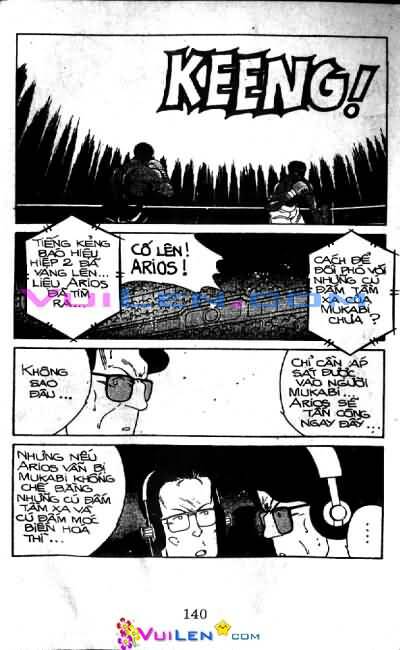 KEENG!
TIẾNG KẺNG
BÁO HIỆU
HIỆP 2 ĐÃ
VANG LÊN...
LIỆU ARIOS
ĐÃ TÌM
RA...
CỐ LÊN!
ARIOS!
CÁCH ĐỂ
ĐỐI PHÓ VỚI
NHỮNG CÚ
ĐẤM TẦM
XA CỦA
MUKABI
CHƯA?
VUILEN.COM
CHỈ CẦN ÁP
SÁT ĐƯỢC
VÀO NGƯỜI
MUKABI...
ARIOS SẼ
TẤN CÔNG
NGAY ĐẤY...
KHÔNG
SAO
ĐÂU...
NHƯNG NẾU
ARIOS VẪN BỊ
MUKABI KHỐNG
CHẾ BẰNG
NHỮNG CÚ ĐẤM
TẦM XA VÀ
CÚ ĐẤM MÓC
BIẾN HÓA
THÌ...
....
140
VUILEN.COM